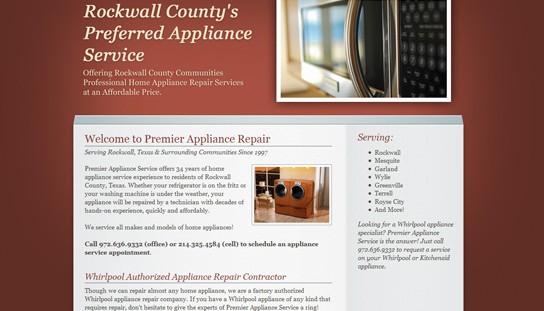 Rockwall County's
Preferred Appliance
Service
Offering Rockwall County Communities
Professional Home Appliance Repair Services
at an Affordable Price.
Welcome to Premier Appliance Repair
Serving Rockwall, Texas & Surrounding Communities Since 1997
Premier Appliance Service offers 34 years of home
appliance service experience to residents of Rockwall
County, Texas. Whether your refrigerator is on the fritz or
your washing machine is under the weather, your
appliance will be repaired by a technician with decades of
hands-on experience, quickly and affordably.
We service all makes and models of home appliances!
Call 972.636.9332 (office) or 214.325.4584 (cell) to schedule an appliance
service appointment.
Whirlpool Authorized Appliance Repair Contractor
Though we can repair almost any home appliance, we are a factory authorized
Whirlpool appliance repair company. If you have a Whirlpool appliance of any kind that
requires repair, don't hesitate to give the experts of Premier Appliance Service a ring!
Serving:
Rockwall
Mesquite
Garland
Wylie
Greenville
Terrell
Royse City
And More!
Looking for a Whirlpool appliance
specialist? Premier Appliance
Service is the answer! Just call
972.636.9332 to request a service
on your Whirlpool or Kitchenaid
appliance.